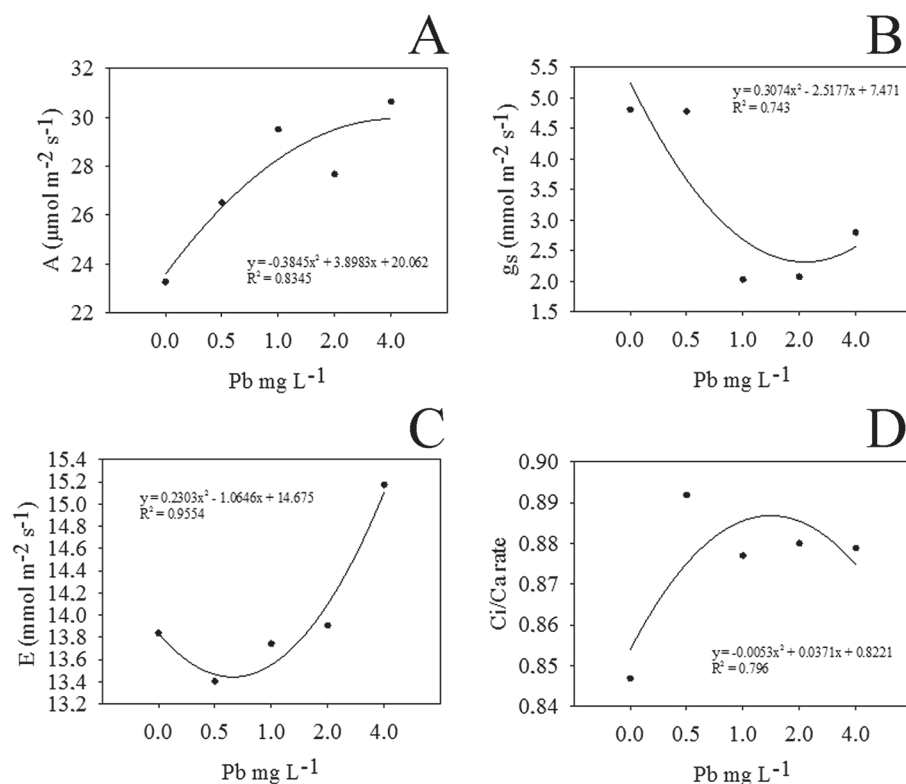 A
32
30
28
26
24
22
A (μmol m-2 s-1)
y = -0.3845x² + 3.8983x + 20.062
R² = 0.8345
0.0 0.5 1.0 2.0 4.0
Pb mg L-1
B
5.5
5.0
4.5
4.0
3.5
3.0
2.5
2.0
1.5
gs (mmol m-2 s-1)
y = 0.3074x² - 2.5177x + 7.471
R² = 0.743
0.0 0.5 1.0 2.0 4.0
Pb mg L-1
C
15.4
15.2
15.0
14.8
14.6
14.4
14.2
14.0
13.8
13.6
13.4
13.2
E (mmol m-2 s-1)
y = 0.2303x² - 1.0646x + 14.675
R² = 0.9554
0.0 0.5 1.0 2.0 4.0
Pb mg L-1
D
0.90
0.89
0.88
0.87
0.86
0.85
0.84
Ci/Ca rate
y = -0.0053x² + 0.0371x + 0.8221
R² = 0.796
0.0 0.5 1.0 2.0 4.0
Pb mg L-1